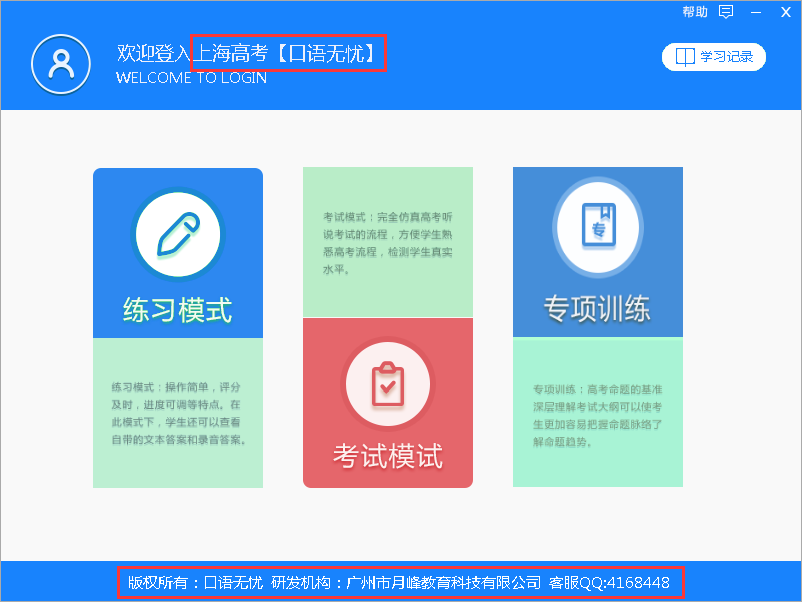 帮助
欢迎登入上海高考【口语无忧】
WELCOME TO LOGIN
学习记录
练习模式
练习模式：操作简单，评分
及时，进度可调等特点。在
此模式下，学生还可以查看
自带的文本答案和录音答案。
考试模式：完全仿真高考听
说考试的流程，方便学生熟
悉高考流程，检测学生真实
水平。
考试模试
专
专项训练
专项训练：高考命题的基准
深层理解考试大纲可以使考
生更加容易把握命题脉络了
解命题趋势。
版权所有：口语无忧 研发机构：广州市月峰教育科技有限公司 客服QQ:4168448